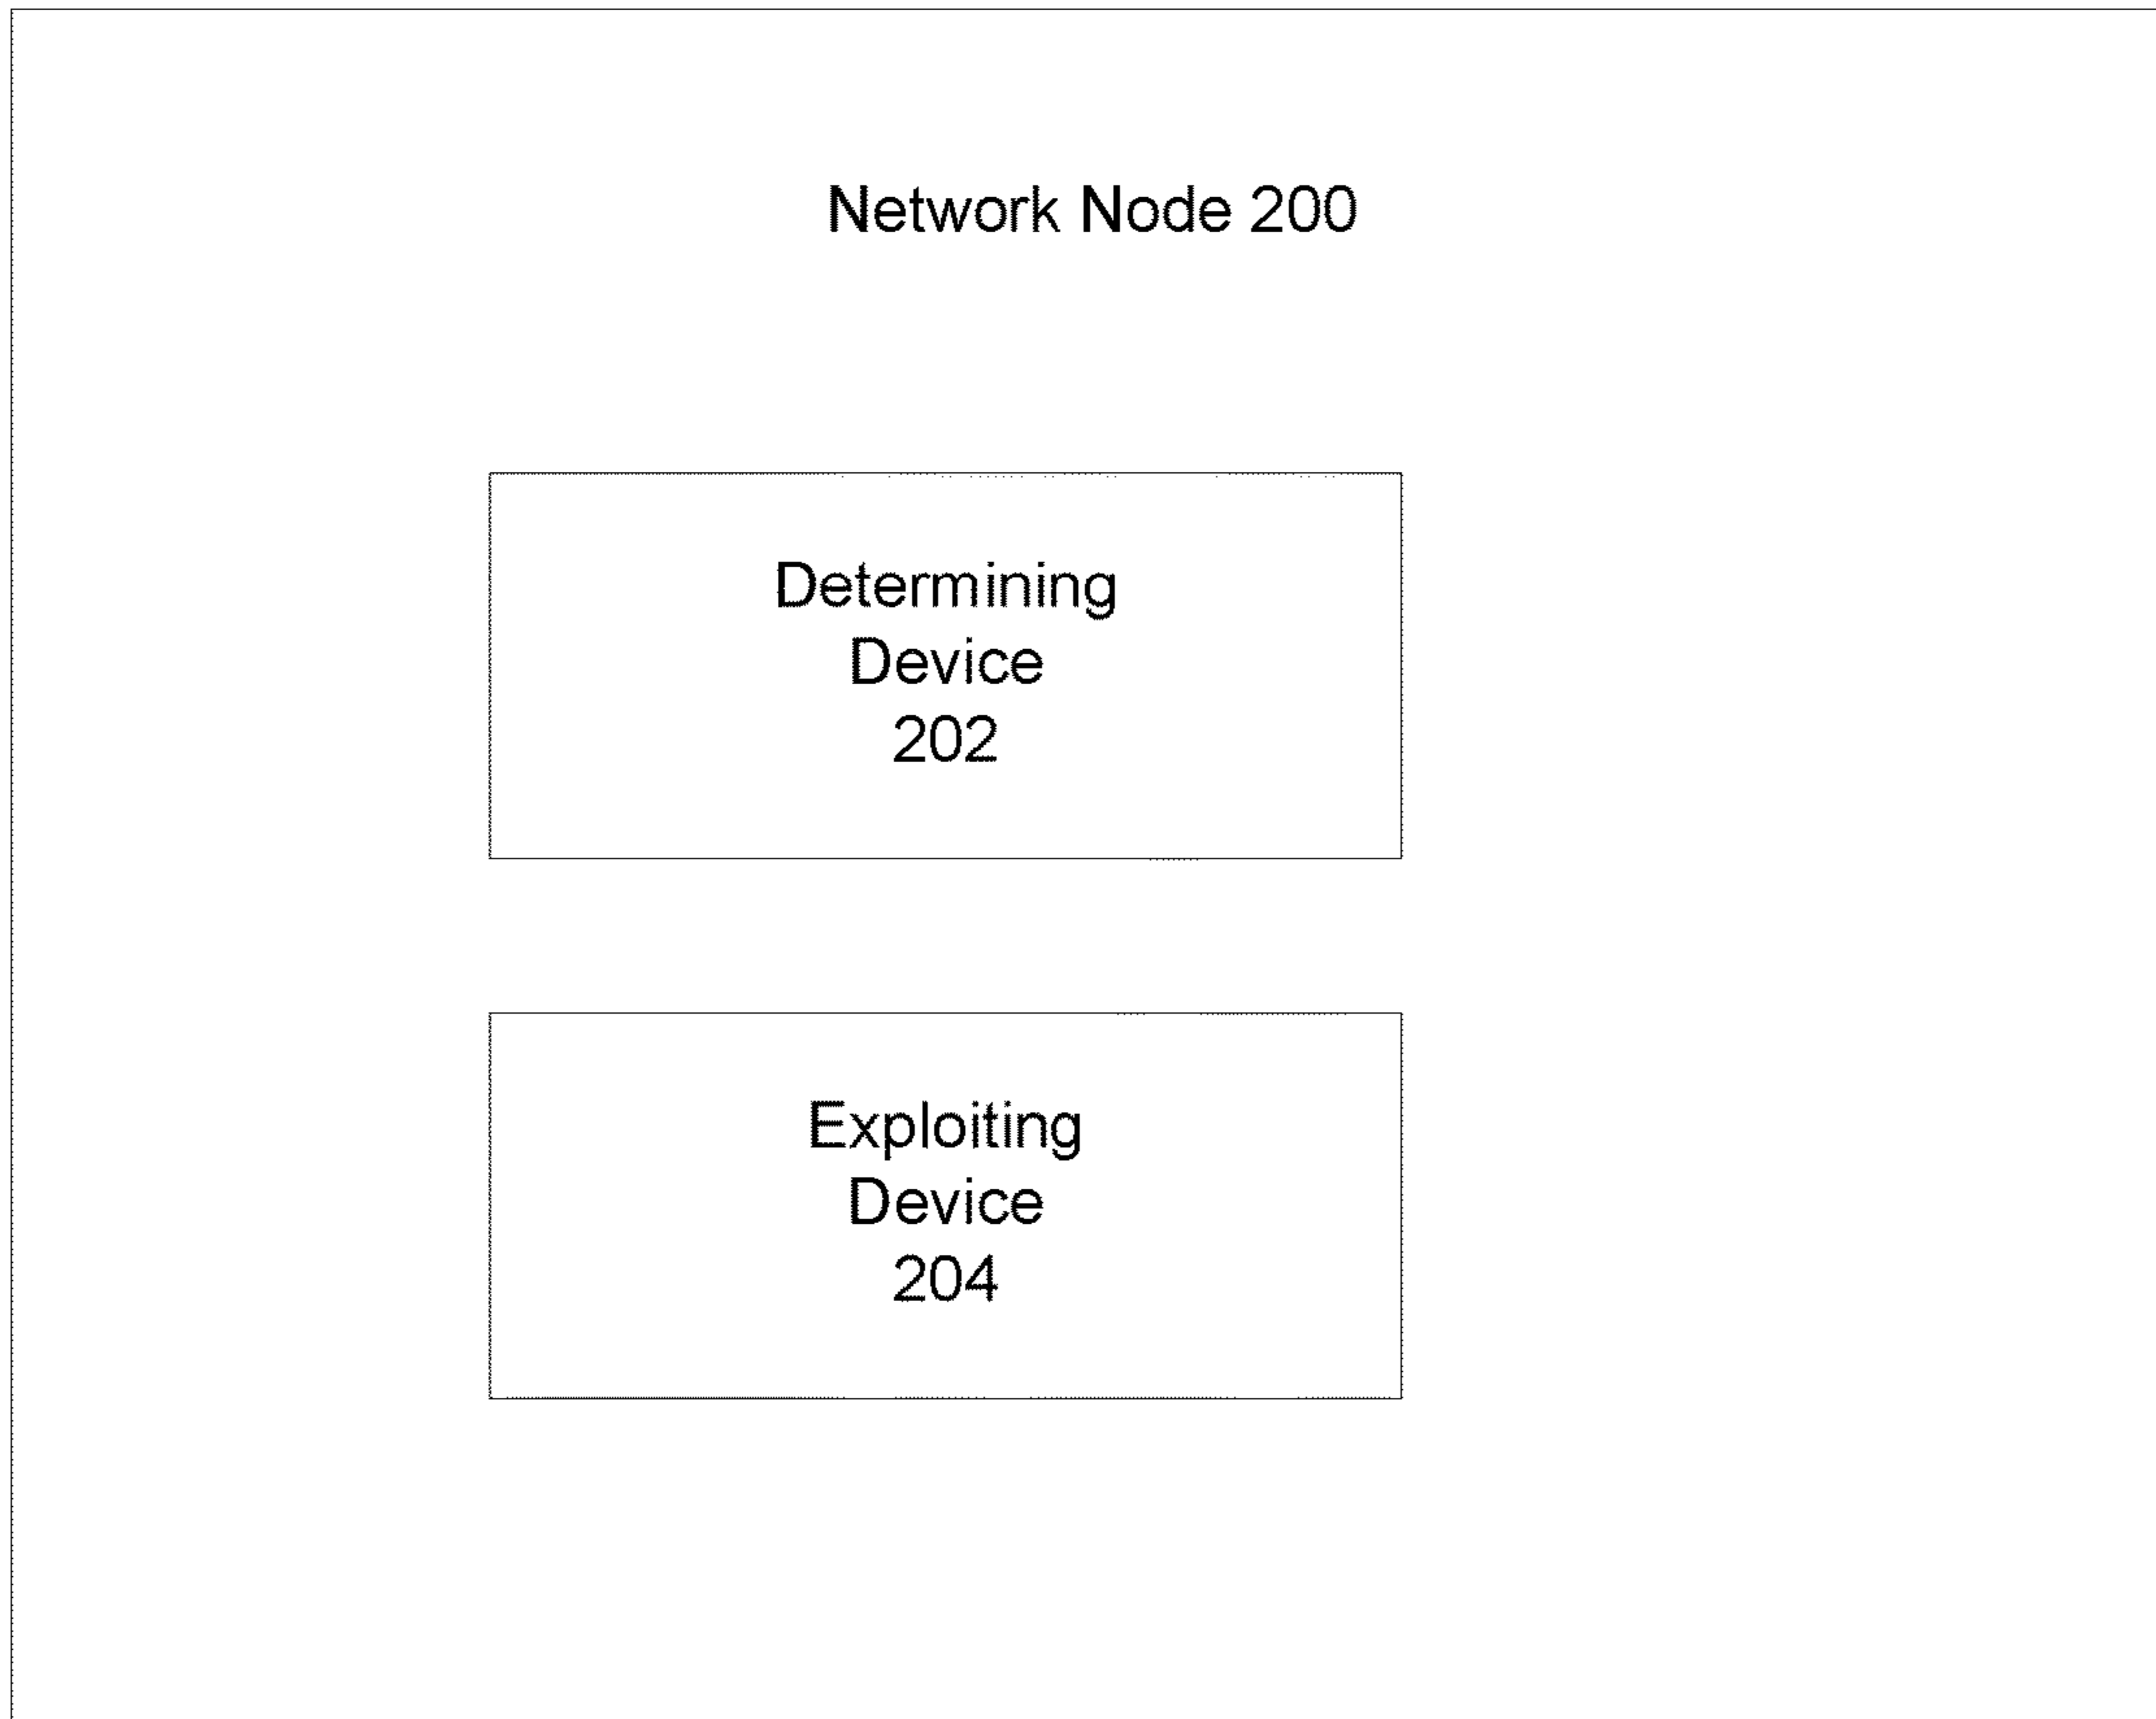 Network Node 200
Determining
Device
202
Exploiting
Device
204